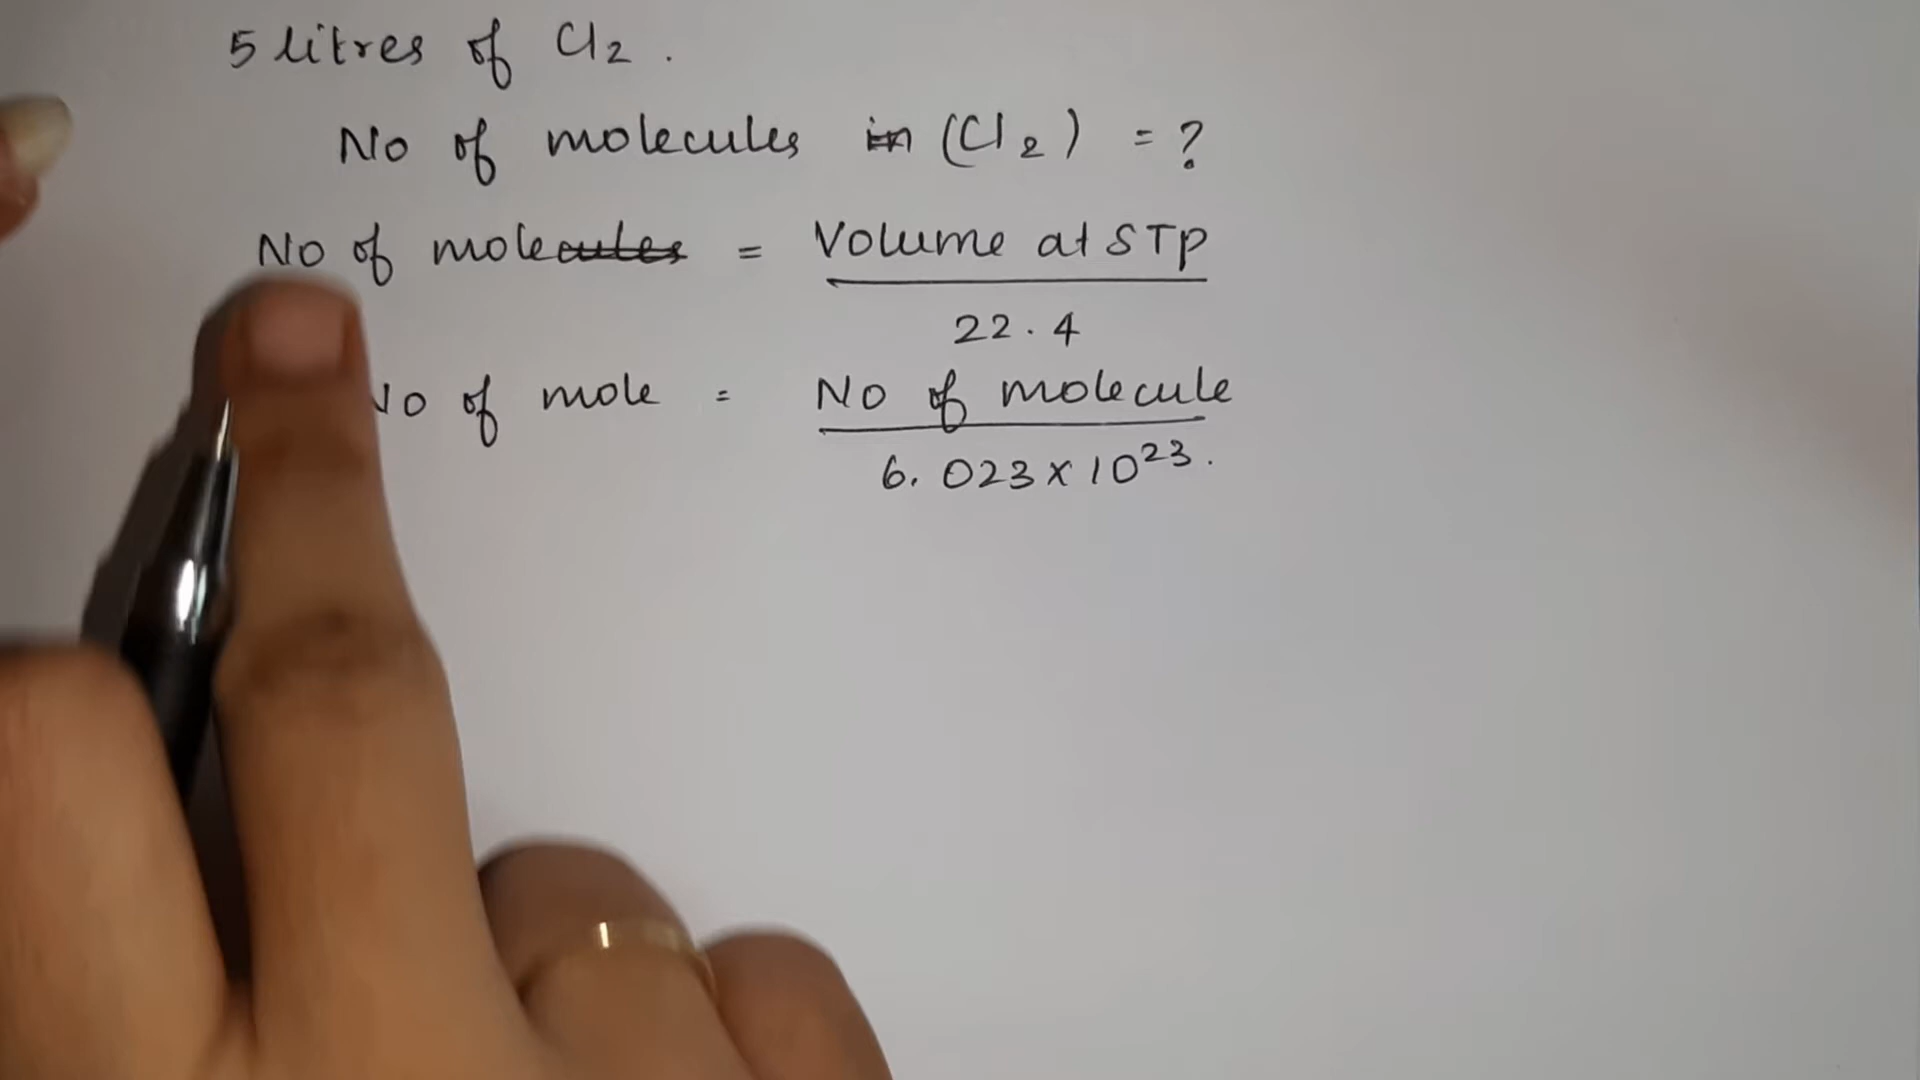 5 litres of Cl2.
No of molecules in (Cl2) = ?
No of molecules = Volume at STp
22.4
No of mole = No of molecule
6.023 x 10^23.